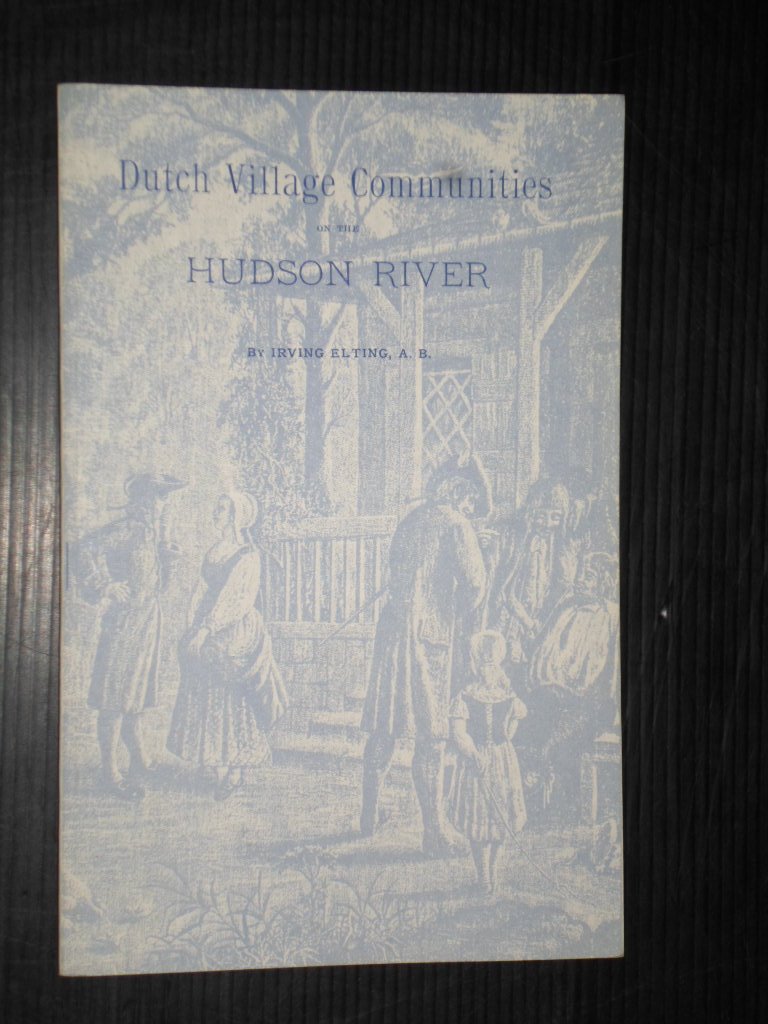 Dutch Village Communities
ON THE
HUDSON RIVER
BY IRVING ELTING, A. B.